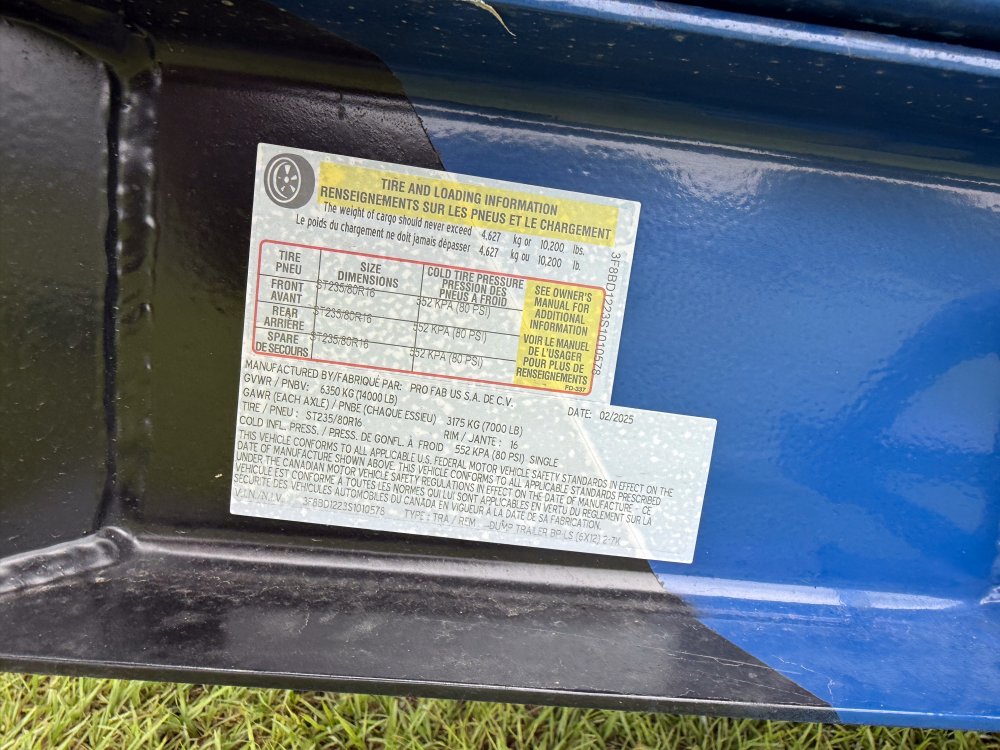 TIRE AND LOADING INFORMATION
RENSEIGNEMENTS SUR LES PNEUS ET LE CHARGEMENT
The weight of cargo should never exceed 4,627 kg or 10,200 lbs.
Le poids du chargement ne doit jamais dépasser 4,627 kg ou 10,200 lb.
TIRE PNEU SIZE DIMENSIONS COLD TIRE PRESSURE PRESSION DES PNEUS A FROID
FRONT AVANT ST235/80R16 552 KPA (80 PSI)
REAR ARRIÈRE ST235/80R16 552 KPA (80 PSI)
SPARE DE SECOURS ST235/80R16 552 KPA (80 PSI)
SEE OWNER'S
MANUAL FOR
ADDITIONAL
INFORMATION
VOIR LE MANUEL
DE L'USAGER
POUR PLUS DE
RENSEIGNEMENTS
PD-337
3F8BD1223S1010578
MANUFACTURED BY/FABRIQUÉ PAR: PRO FAB US S.A. DE C.V. DATE: 02/2025
GVWR / PNBV: 6350 KG (14000 LB)
GAWR (EACH AXLE) / PNBE (CHAQUE ESSIEU) 3175 KG (7000 LB)
TIRE / PNEU: ST235/80R16 RIM / JANTE: 16
COLD INFL. PRESS. / PRESS. DE GONFL. À FROID 552 KPA (80 PSI) SINGLE
THIS VEHICLE CONFORMS TO ALL APPLICABLE U.S. FEDERAL MOTOR VEHICLE SAFETY STANDARDS IN EFFECT ON THE
DATE OF MANUFACTURE SHOWN ABOVE. THIS VEHICLE CONFORMS TO ALL APPLICABLE STANDARDS PRESCRIBED
UNDER THE CANADIAN MOTOR VEHICLE SAFETY REGULATIONS IN EFFECT ON THE DATE OF MANUFACTURE - CE
VEHICULE EST CONFORME A TOUTES LES NORMES QUI LUI SONT APPLICABLES EN VERTU DU REGLEMENT SUR LA
SECURITE DES VEHICULES AUTOMOBILES DU CANADA EN VIGUEUR À LA DATE DE SA FABRICATION.
V.I.N./N.I.V. 3F8BD1223S1010578 TYPE: TRA / REM DUMP TRAILER BP-LS (6X12) 2-7K